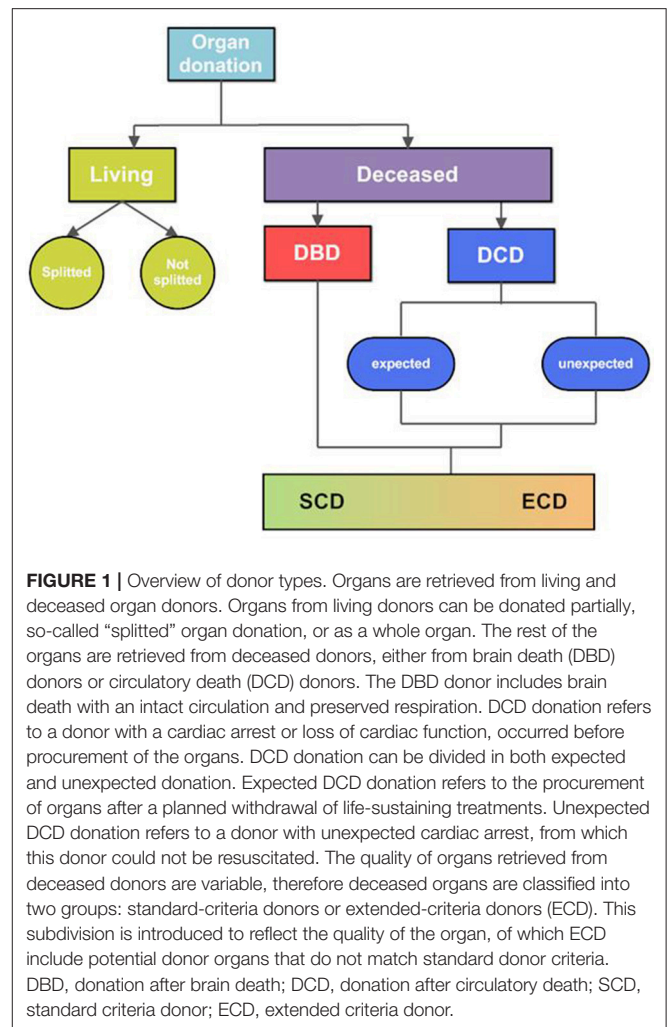 Organ
donation
Living
Deceased
Splitted
Not
splitted
DBD
DCD
expected
unexpected
SCD
ECD
FIGURE 1 | Overview of donor types. Organs are retrieved from living and
deceased organ donors. Organs from living donors can be donated partially,
so-called “splitted” organ donation, or as a whole organ. The rest of the
organs are retrieved from deceased donors, either from brain death (DBD)
donors or circulatory death (DCD) donors. The DBD donor includes brain
death with an intact circulation and preserved respiration. DCD donation refers
to a donor with a cardiac arrest or loss of cardiac function, occurred before
procurement of the organs. DCD donation can be divided in both expected
and unexpected donation. Expected DCD donation refers to the procurement
of organs after a planned withdrawal of life-sustaining treatments. Unexpected
DCD donation refers to a donor with unexpected cardiac arrest, from which
this donor could not be resuscitated. The quality of organs retrieved from
deceased donors are variable, therefore deceased organs are classified into
two groups: standard-criteria donors or extended-criteria donors (ECD). This
subdivision is introduced to reflect the quality of the organ, of which ECD
include potential donor organs that do not match standard donor criteria.
DBD, donation after brain death; DCD, donation after circulatory death; SCD,
standard criteria donor; ECD, extended criteria donor.